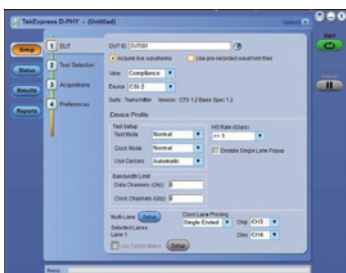 TekExpress D-PHY - (Untitled)
Options
Setup
Status
Results
Reports
1 DUT
2 Test Selection
3 Acquisitions
4 Preferences
DUT ID: DUT001
Acquire live waveforms
Use pre-recorded waveform files
View Compliance
Device CSI-2
Suite Transmitter Version: CTS 1.2 Base Spec 1.2
Device Profile
Test Setup
Test Mode Normal
Clock Mode Normal
Use Cursors Automatic
HS Rate (Gbps)
<= 1
Disable Single Lane Popup
Bandwidth Limit
Data Channels (GHz)
Clock Channels (GHz)
Multi-Lane Setup
Selected Lanes
Lane 1
Clock Lane Probing
Single Ended
Clkp CH3
Clkn CH4
Use Switch Matrix Setup
Start
Pause
Ready